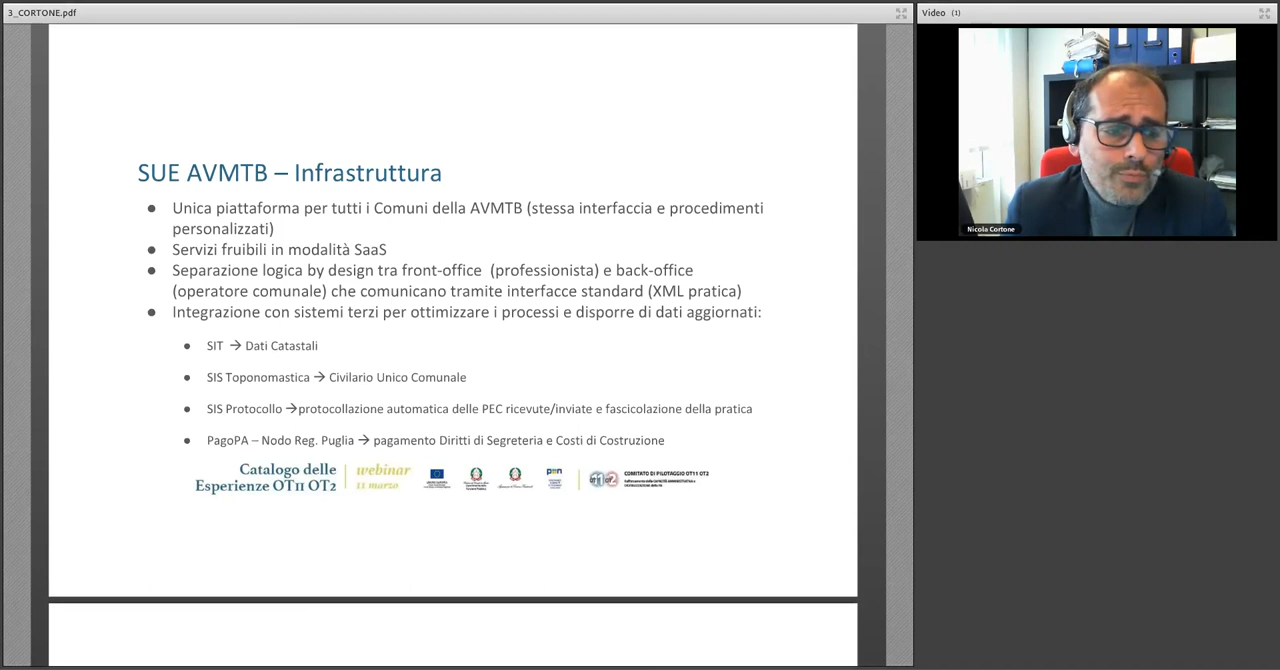 3_CORTONE.pdf
Video (1)
Nicola Cortone
SUE AVMTB – Infrastruttura
● Unica piattaforma per tutti i Comuni della AVMTB (stessa interfaccia e procedimenti
personalizzati)
● Servizi fruibili in modalità SaaS
● Separazione logica by design tra front-office (professionista) e back-office
(operatore comunale) che comunicano tramite interfacce standard (XML pratica)
● Integrazione con sistemi terzi per ottimizzare i processi e disporre di dati aggiornati:
● SIT → Dati Catastali
● SIS Toponomastica → Civilario Unico Comunale
● SIS Protocollo →protocollazione automatica delle PEC ricevute/inviate e fascicolazione della pratica
● PagoPA – Nodo Reg. Puglia → pagamento Diritti di Segreteria e Costi di Costruzione
Catalogo delle
Esperienze OT11 OT2
webinar
11 marzo
pon
OT11 OT2
COMITATO DI PILOTAGGIO OT11 OT2